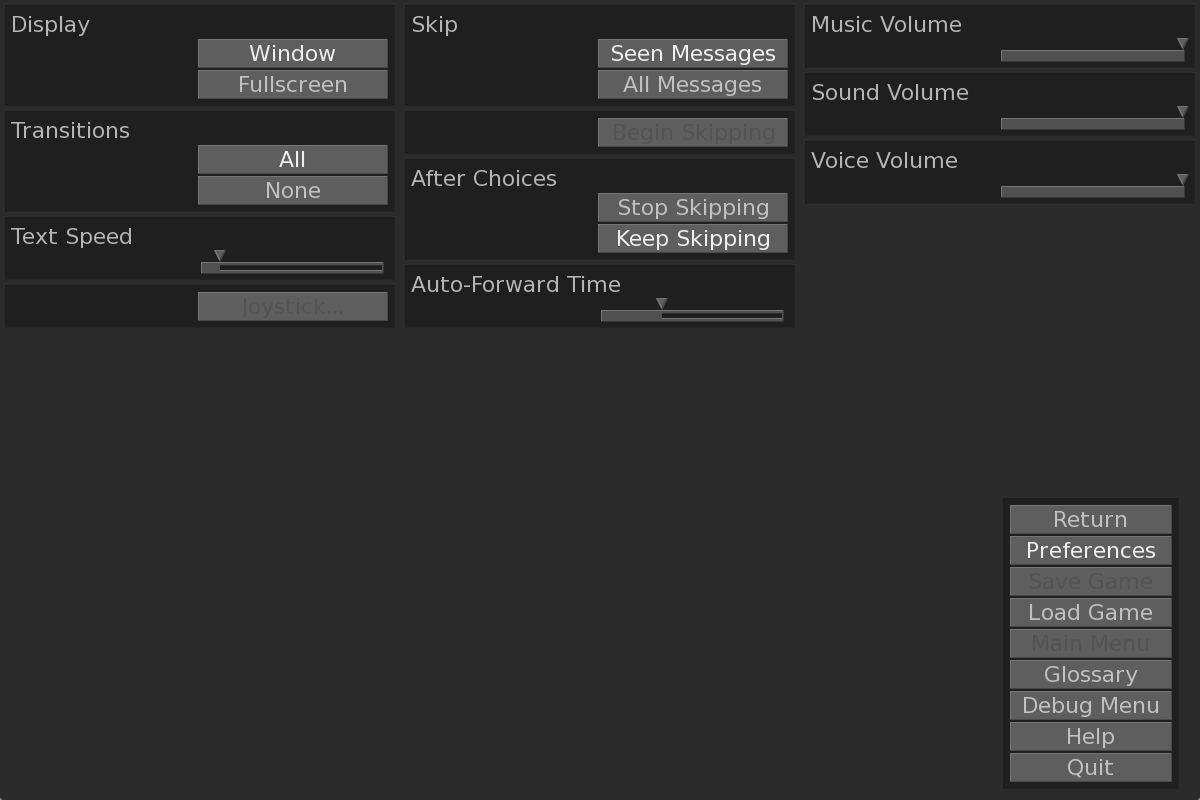 Display
Window
Fullscreen
Transitions
All
None
Text Speed
Joystick...
Skip
Seen Messages
All Messages
Begin Skipping
After Choices
Stop Skipping
Keep Skipping
Auto-Forward Time
Music Volume
Sound Volume
Voice Volume
Return
Preferences
Save Game
Load Game
Main Menu
Glossary
Debug Menu
Help
Quit